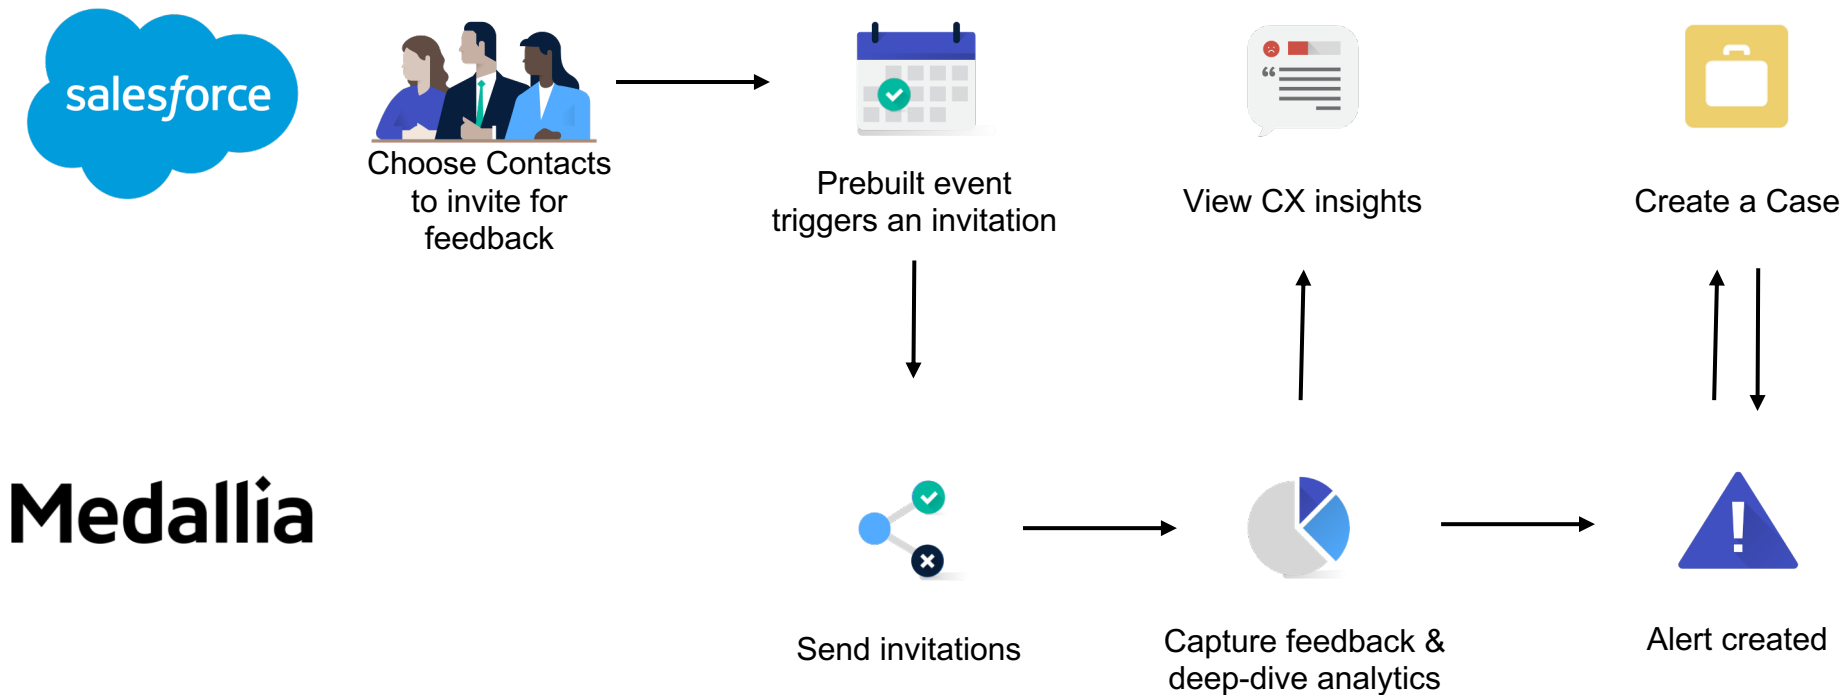 salesforce
Choose Contacts
to invite for
feedback
Prebuilt event
triggers an invitation
View CX insights
Create a Case
Medallia
Send invitations
Capture feedback &
deep-dive analytics
Alert created